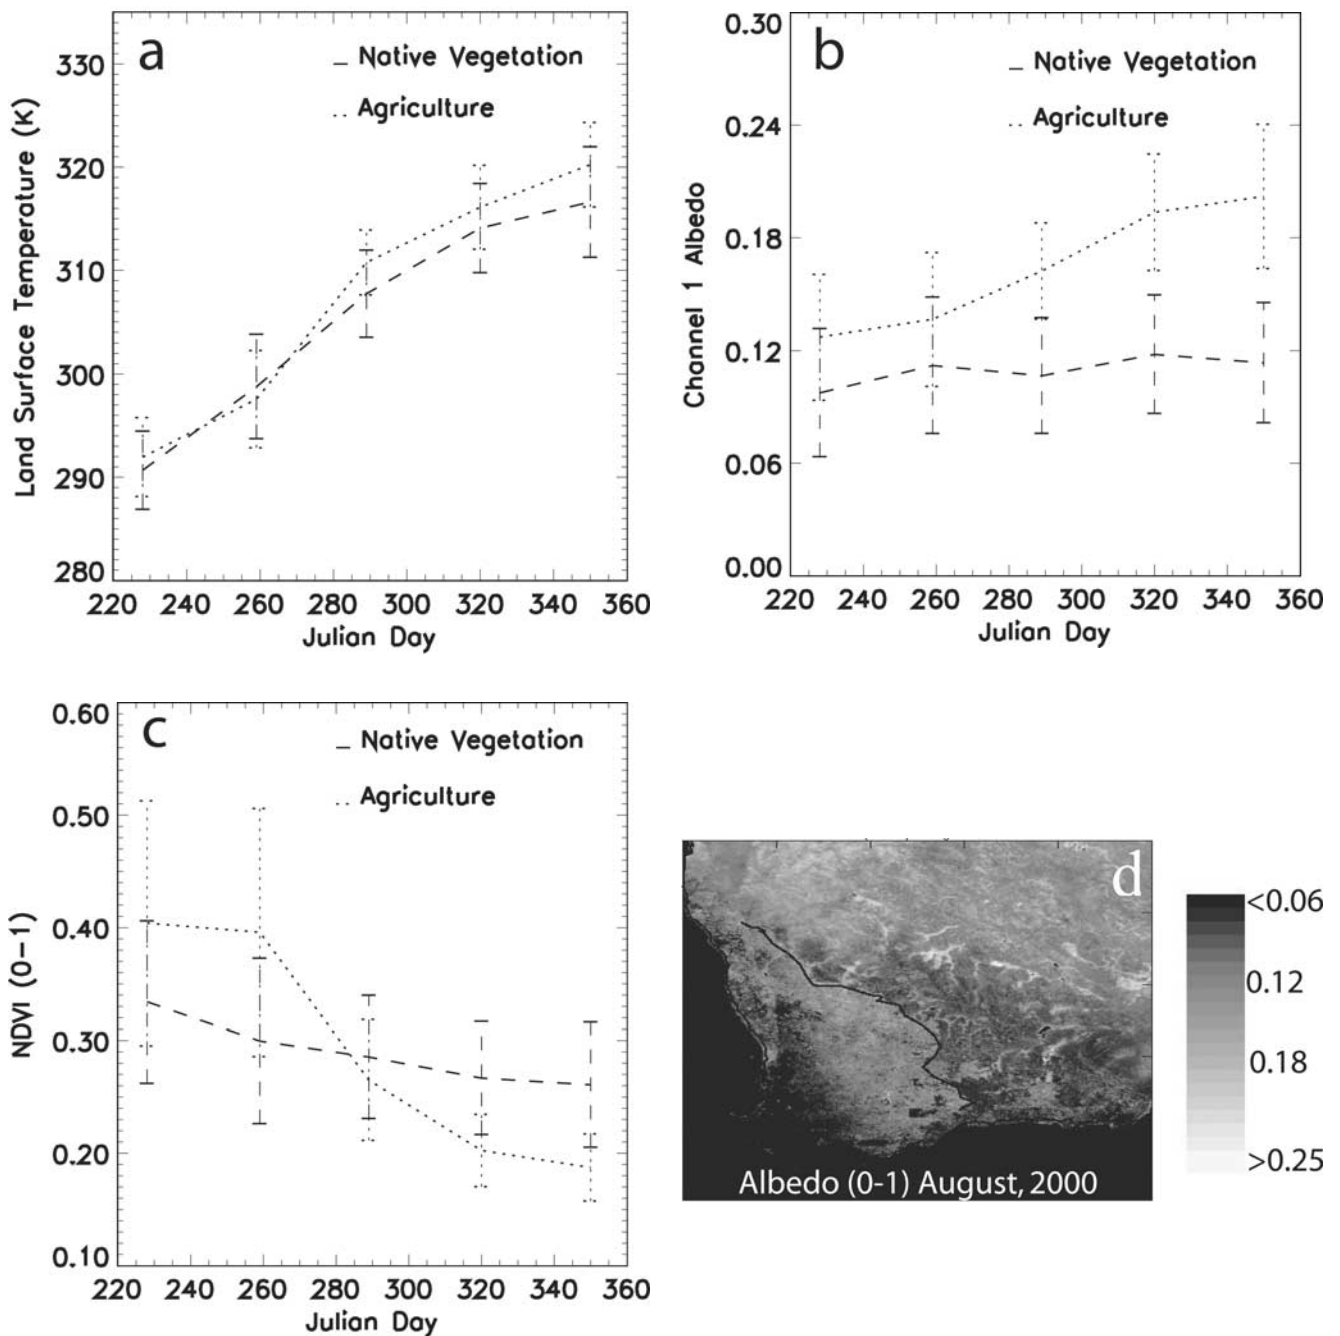 a
Native Vegetation
Agriculture
330
320
310
300
290
280
Land Surface Temperature (K)
220 240 260 280 300 320 340 360
Julian Day
b
Native Vegetation
Agriculture
0.30
0.24
0.18
0.12
0.06
0.00
Channel 1 Albedo
220 240 260 280 300 320 340 360
Julian Day
c
Native Vegetation
Agriculture
0.60
0.50
0.40
0.30
0.20
0.10
NDVI (0-1)
220 240 260 280 300 320 340 360
Julian Day
d
Albedo (0-1) August, 2000
<0.06
0.12
0.18
>0.25